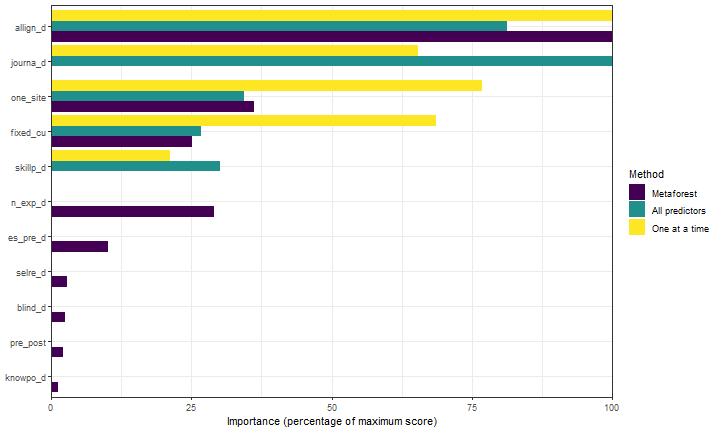 allign_d
journa_d
one_site
fixed_cu
skillp_d
n_exp_d
es_pre_d
selre_d
blind_d
pre_post
knowpo_d
0 25 50 75 100
Importance (percentage of maximum score)
Method
Metaforest
All predictors
One at a time